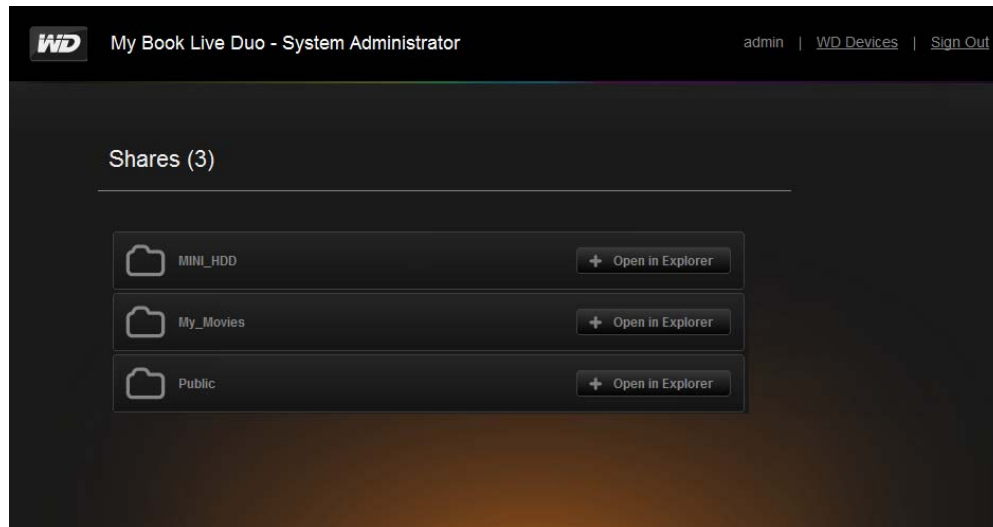 WD My Book Live Duo - System Administrator admin | WD Devices | Sign Out
Shares (3)
MINI_HDD + Open in Explorer
My_Movies + Open in Explorer
Public + Open in Explorer